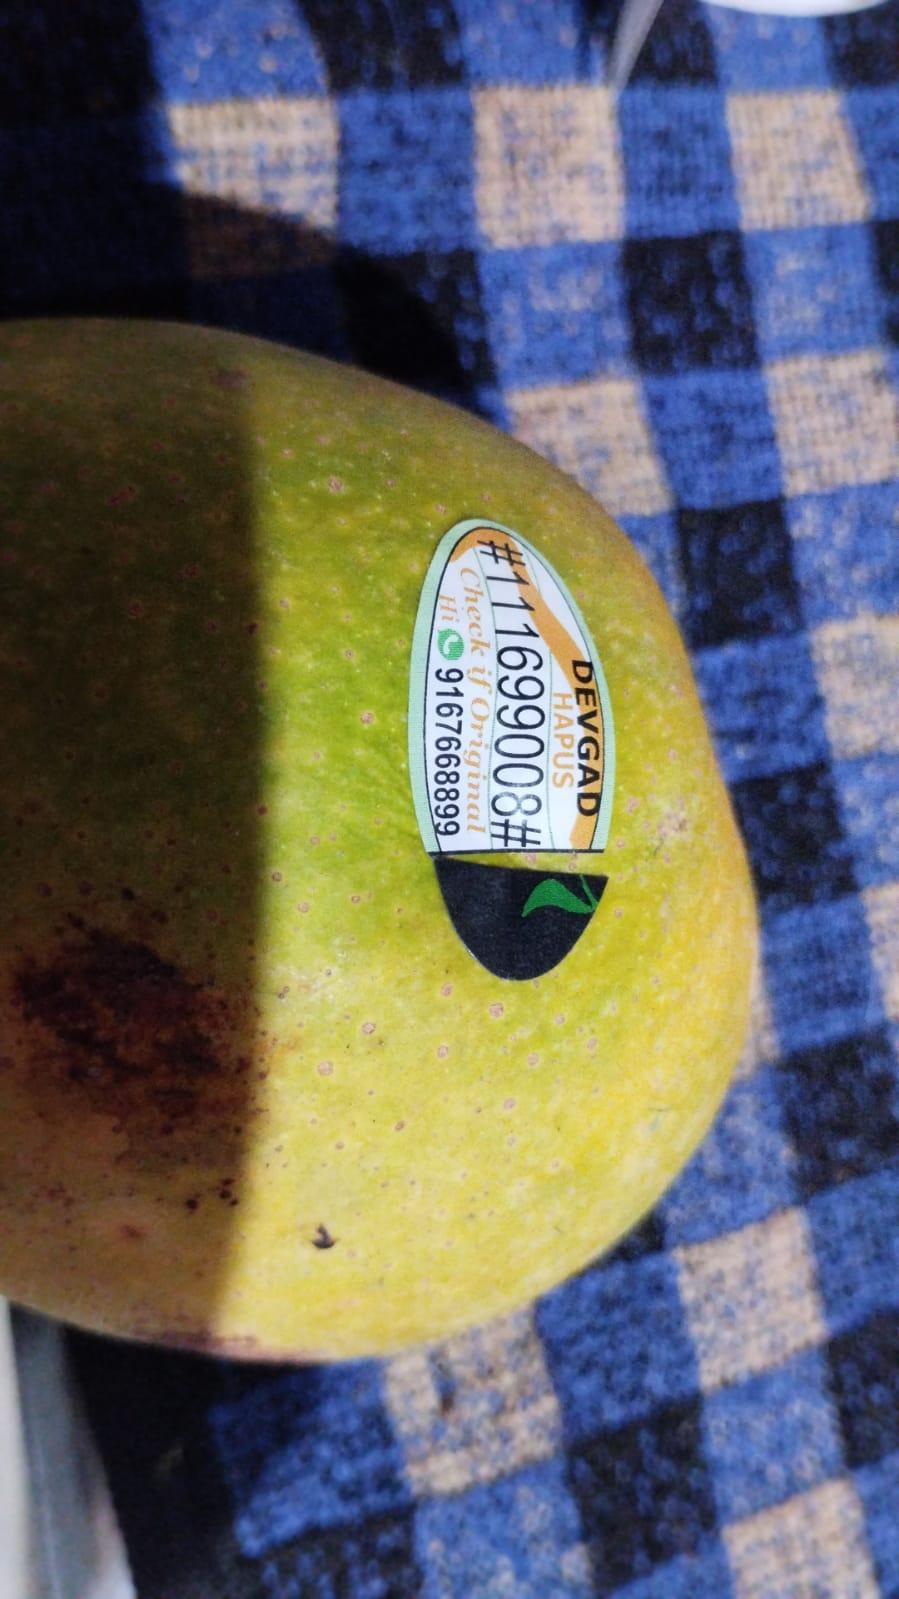 DEVGAD
HAPUS
#111699008#
Check if Original
Hi 9167668899